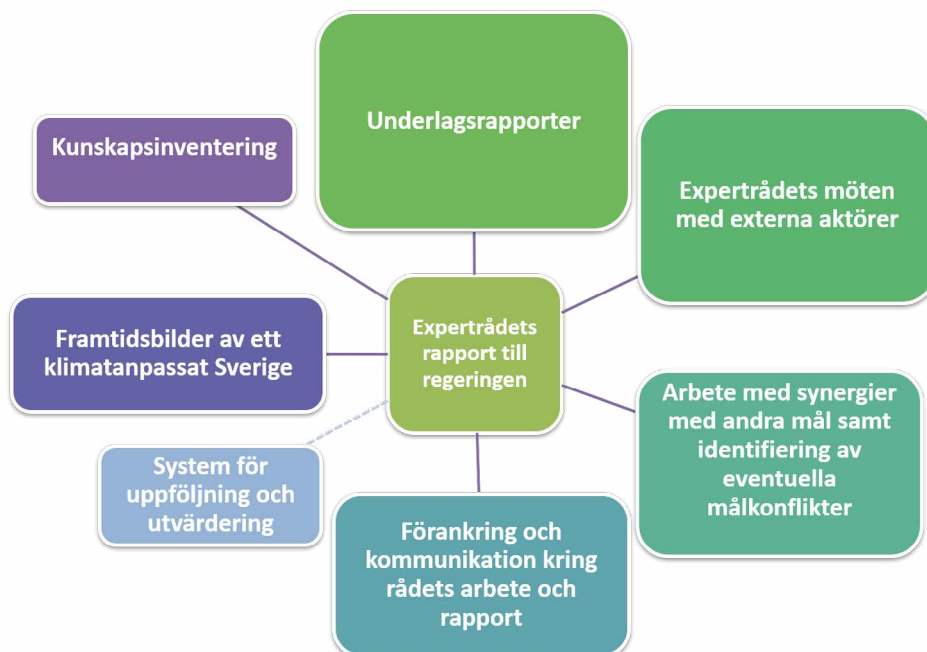 Underlagsrapporter
Kunskapsinventering
Expertrådets möten
med externa aktörer
Framtidsbilder av ett
klimatanpassat Sverige
Expertrådets
rapport till
regeringen
Arbete med synergier
med andra mål samt
identifiering av
eventuella
målkonflikter
System för
uppföljning och
utvärdering
Förankring och
kommunikation kring
rådets arbete och
rapport